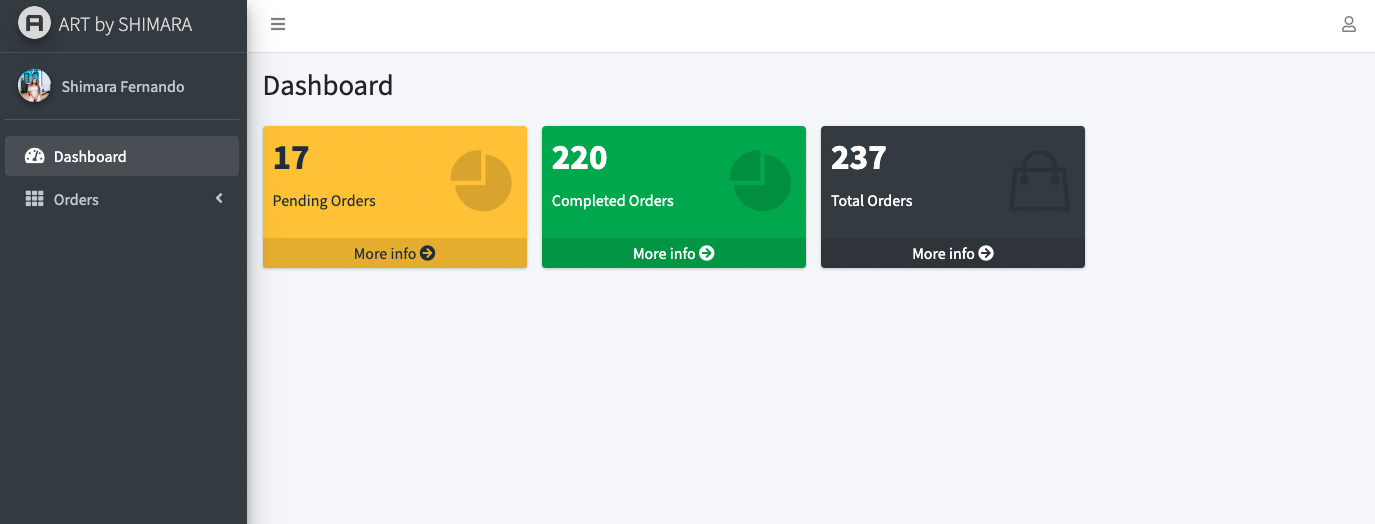 ART by SHIMARA
Shimara Fernando
Dashboard
Orders
Dashboard
17
Pending Orders
More info
220
Completed Orders
More info
237
Total Orders
More info